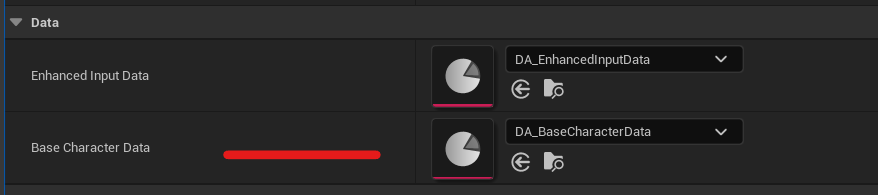 Data
Enhanced Input Data
DA_EnhancedInputData
Base Character Data
DA_BaseCharacterData